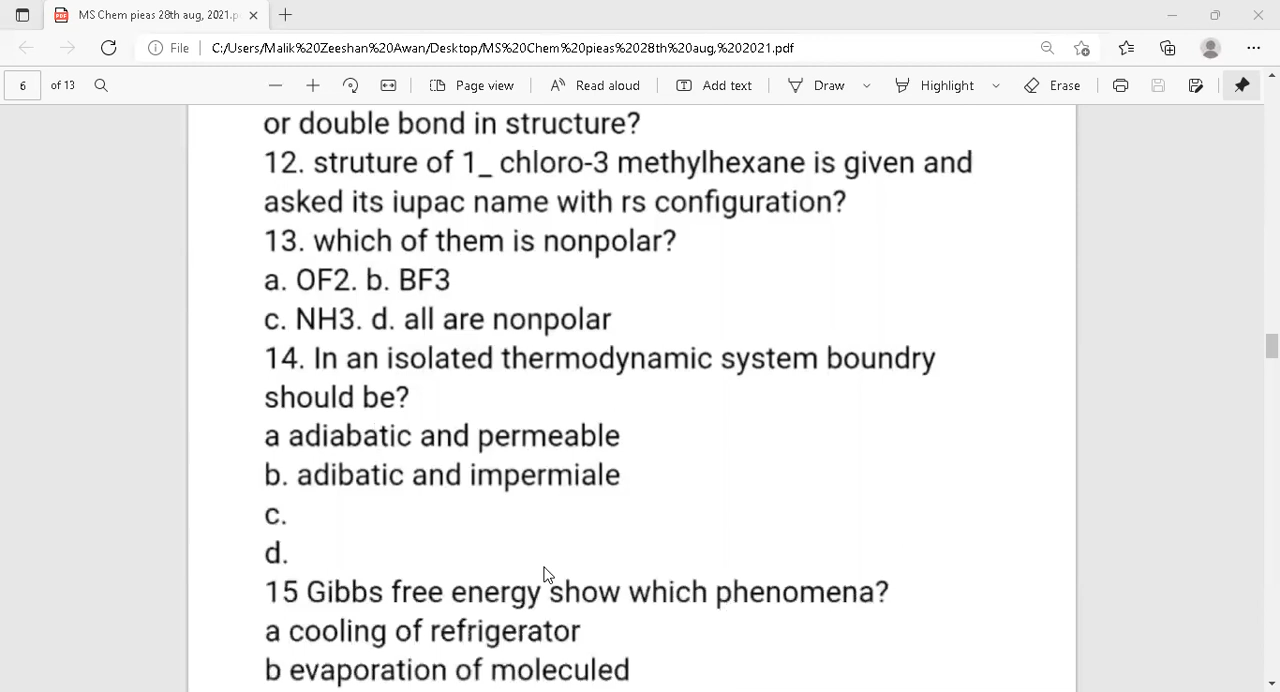 MS Chem pieas 28th aug, 2021.p
File C:/Users/Malik%20Zeeshan%20Awan/Desktop/MS%20Chem%20pieas%2028th%20aug,%202021.pdf
6 of 13 Page view Read aloud Add text Draw Highlight Erase
or double bond in structure?
12. struture of 1_ chloro-3 methylhexane is given and
asked its iupac name with rs configuration?
13. which of them is nonpolar?
a. OF2. b. BF3
c. NH3. d. all are nonpolar
14. In an isolated thermodynamic system boundry
should be?
a adiabatic and permeable
b. adibatic and impermiale
c.
d.
15 Gibbs free energy show which phenomena?
a cooling of refrigerator
b evaporation of moleculed